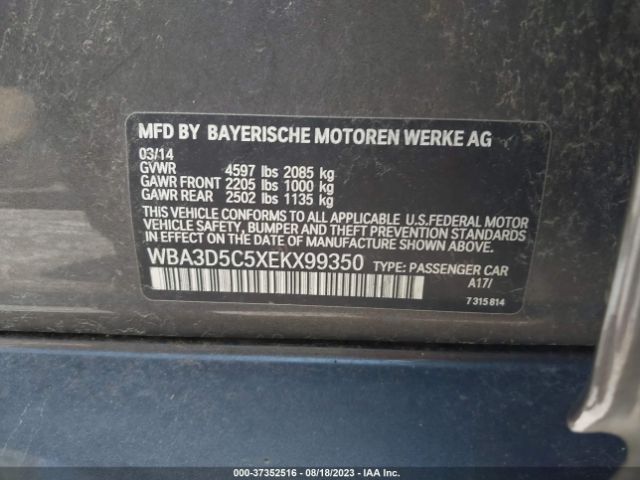 MFD BY BAYERISCHE MOTOREN WERKE AG
03/14
GVWR 4597 lbs 2085 kg
GAWR FRONT 2205 lbs 1000 kg
GAWR REAR 2502 lbs 1135 kg
THIS VEHICLE CONFORMS TO ALL APPLICABLE U.S.FEDERAL MOTOR
VEHICLE SAFETY, BUMPER AND THEFT PREVENTION STANDARDS
IN EFFECT ON THE DATE OF MANUFACTURE SHOWN ABOVE.
WBA3D5C5XEKX99350 TYPE: PASSENGER CAR
A17/
7 315 814
000-37352516 - 08/18/2023 - IAA Inc.